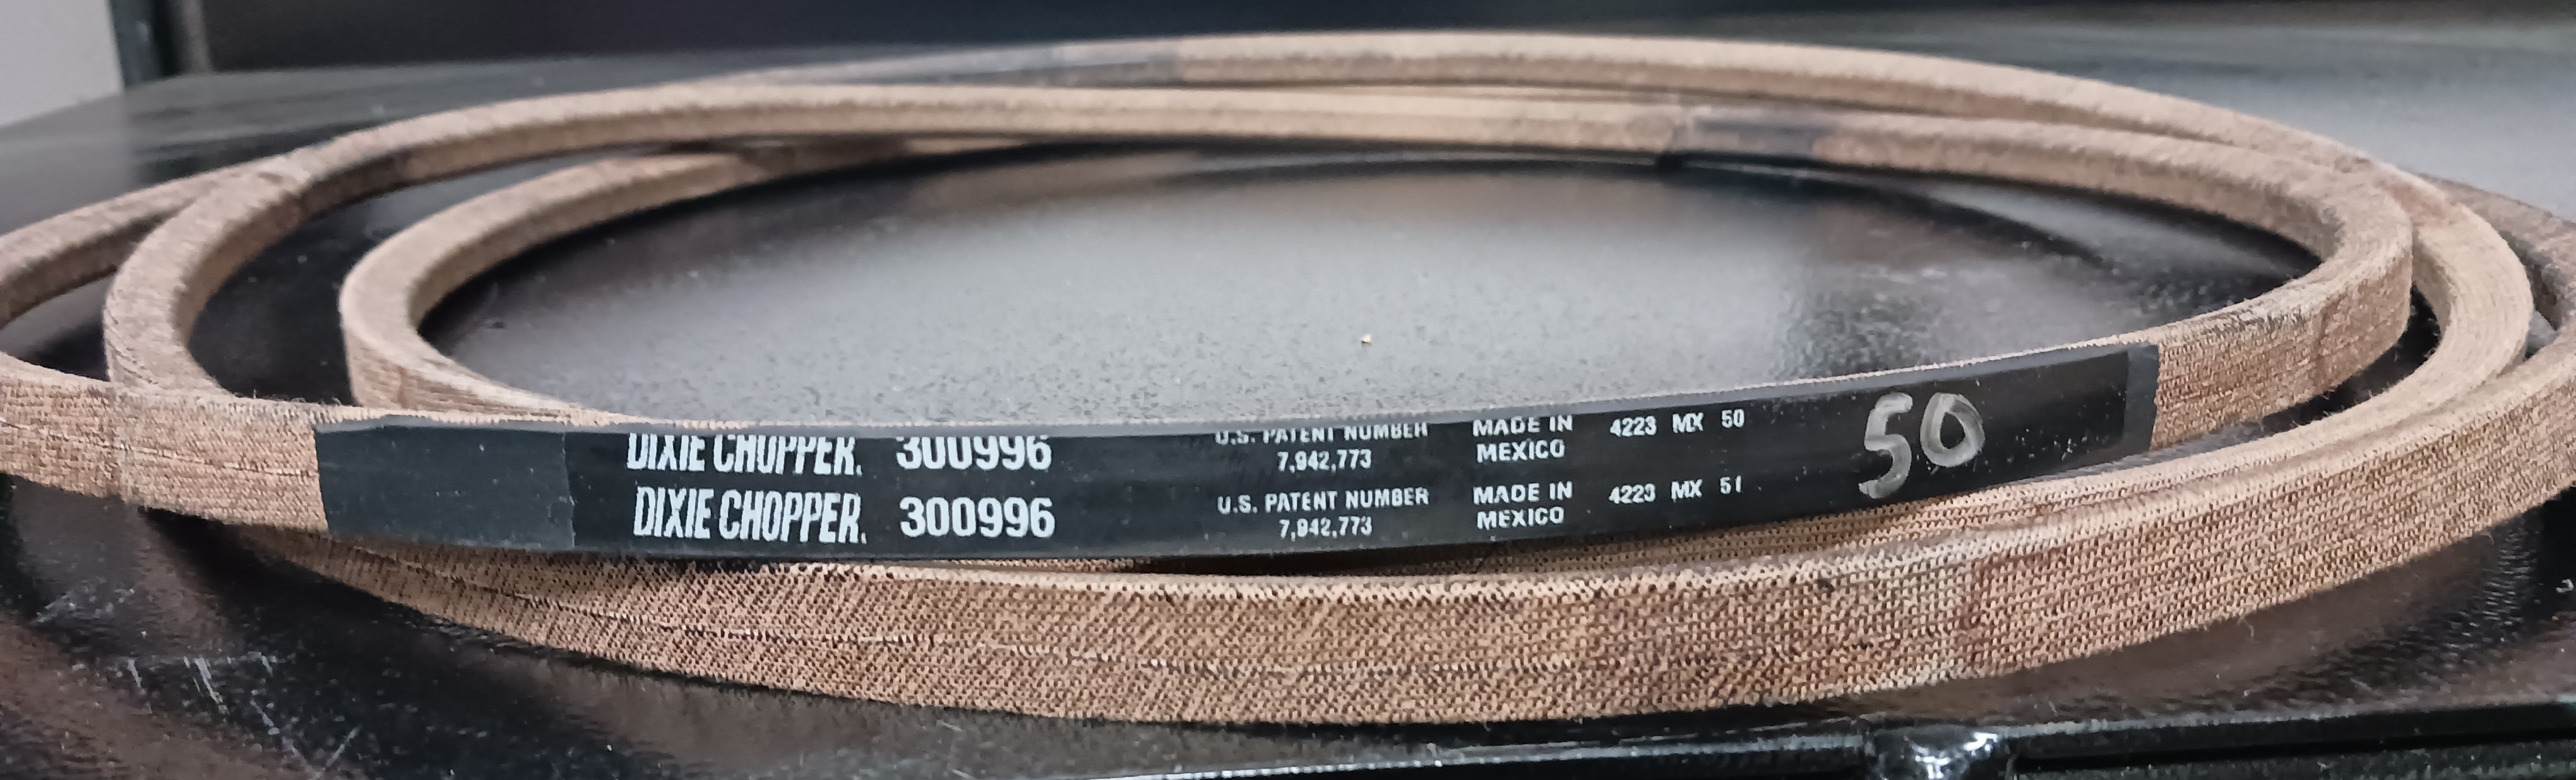 DIXIE CHOPPER. 300996 U.S. PATENT NUMBER 7,942,773 MADE IN MEXICO 4223 MX 50
DIXIE CHOPPER. 300996 U.S. PATENT NUMBER 7,942,773 MADE IN MEXICO 4223 MX 51
50